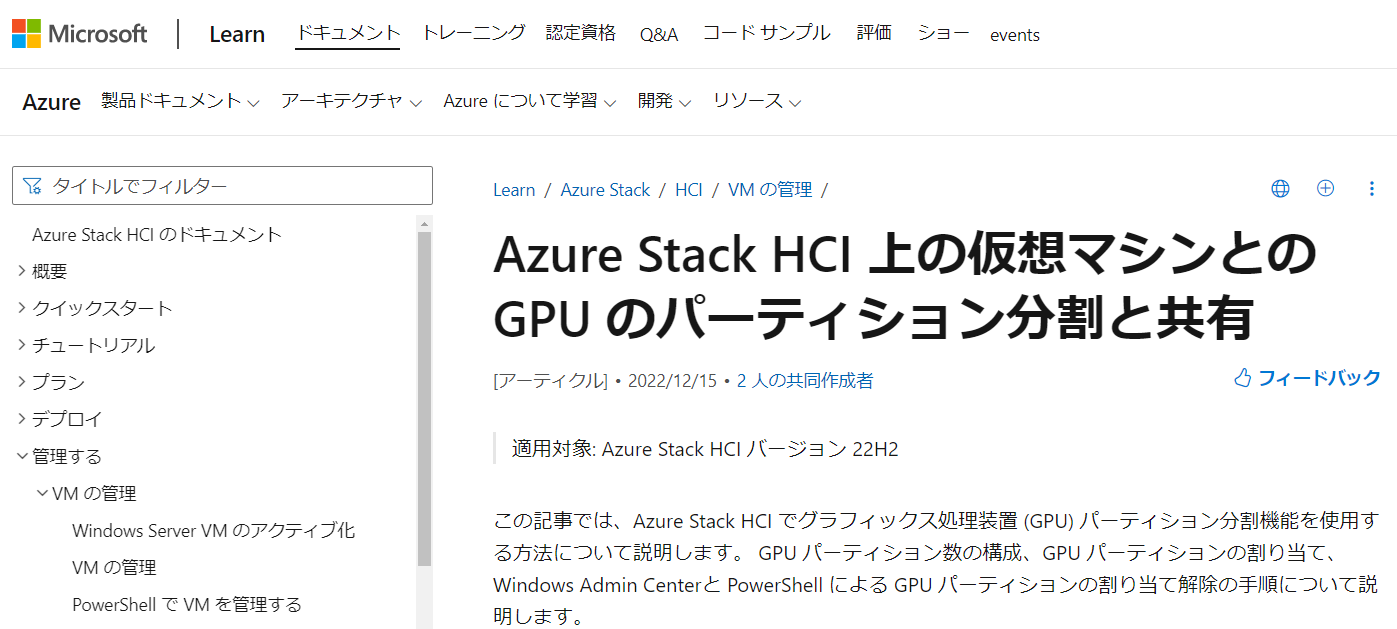 Microsoft | Learn ドキュメント トレーニング 認定資格 Q&A コード サンプル 評価 ショー events
Azure 製品ドキュメント アーキテクチャ Azure について学習 開発 リソース
タイトルでフィルター
Azure Stack HCI のドキュメント
概要
クイックスタート
チュートリアル
プラン
デプロイ
管理する
VM の管理
Windows Server VM のアクティブ化
VM の管理
PowerShell で VM を管理する
Learn / Azure Stack / HCI / VM の管理 /
Azure Stack HCI 上の仮想マシンとの
GPU のパーティション分割と共有
[アーティクル] • 2022/12/15 • 2 人の共同作成者
フィードバック
適用対象: Azure Stack HCI バージョン 22H2
この記事では、Azure Stack HCI でグラフィックス処理装置 (GPU) パーティション分割機能を使用す
る方法について説明します。 GPU パーティション数の構成、GPU パーティションの割り当て、
Windows Admin Centerと PowerShell による GPU パーティションの割り当て解除の手順について説
明します。